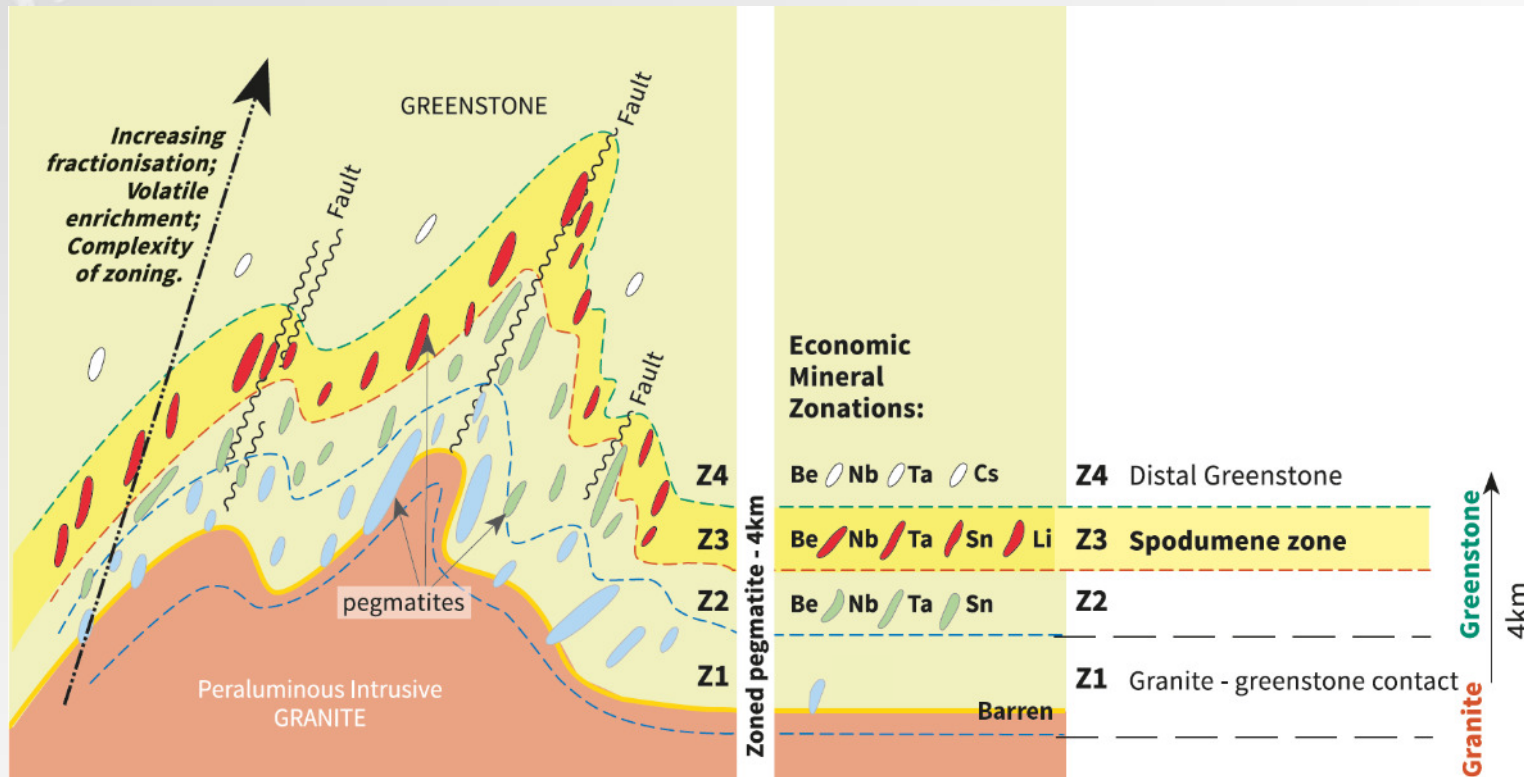 GREENSTONE
Fault
Increasing
fractionisation;
Volatile
enrichment;
Complexity
of zoning.
Fault
Fault
pegmatites
Peraluminous Intrusive
GRANITE
Z4
Z3
Z2
Z1
Zoned pegmatite - 4km
Economic
Mineral
Zonations:
Be Nb Ta Cs
Z4 Distal Greenstone
Be Nb Ta Sn Li
Z3 Spodumene zone
Be Nb Ta Sn
Z2
Z1 Granite - greenstone contact
Barren
Greenstone
Granite
4km